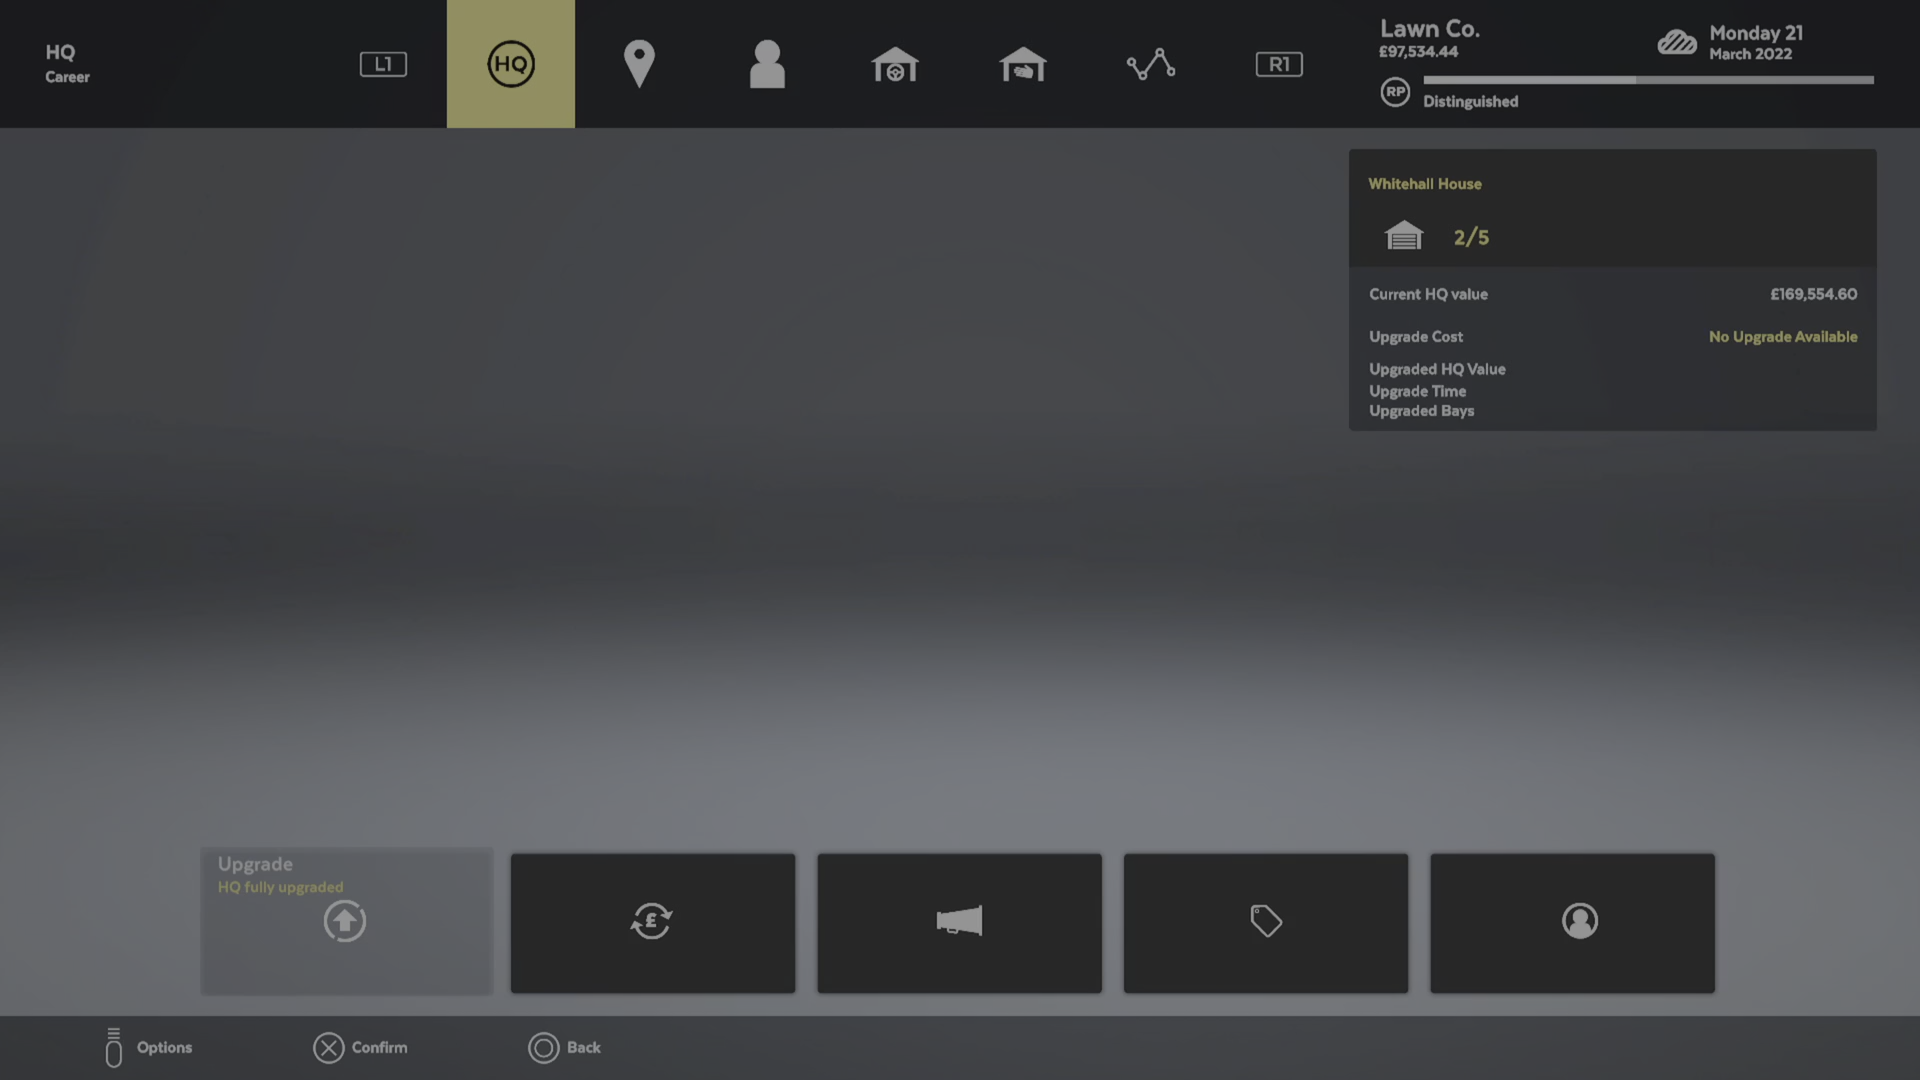 HQ
Career
L1
HQ
R1
Lawn Co.
£97,534.44
Monday 21
March 2022
RP
Distinguished
Whitehall House
2/5
Current HQ value £169,554.60
Upgrade Cost No Upgrade Available
Upgraded HQ Value
Upgrade Time
Upgraded Bays
Upgrade
HQ fully upgraded
£
Options
Confirm
Back